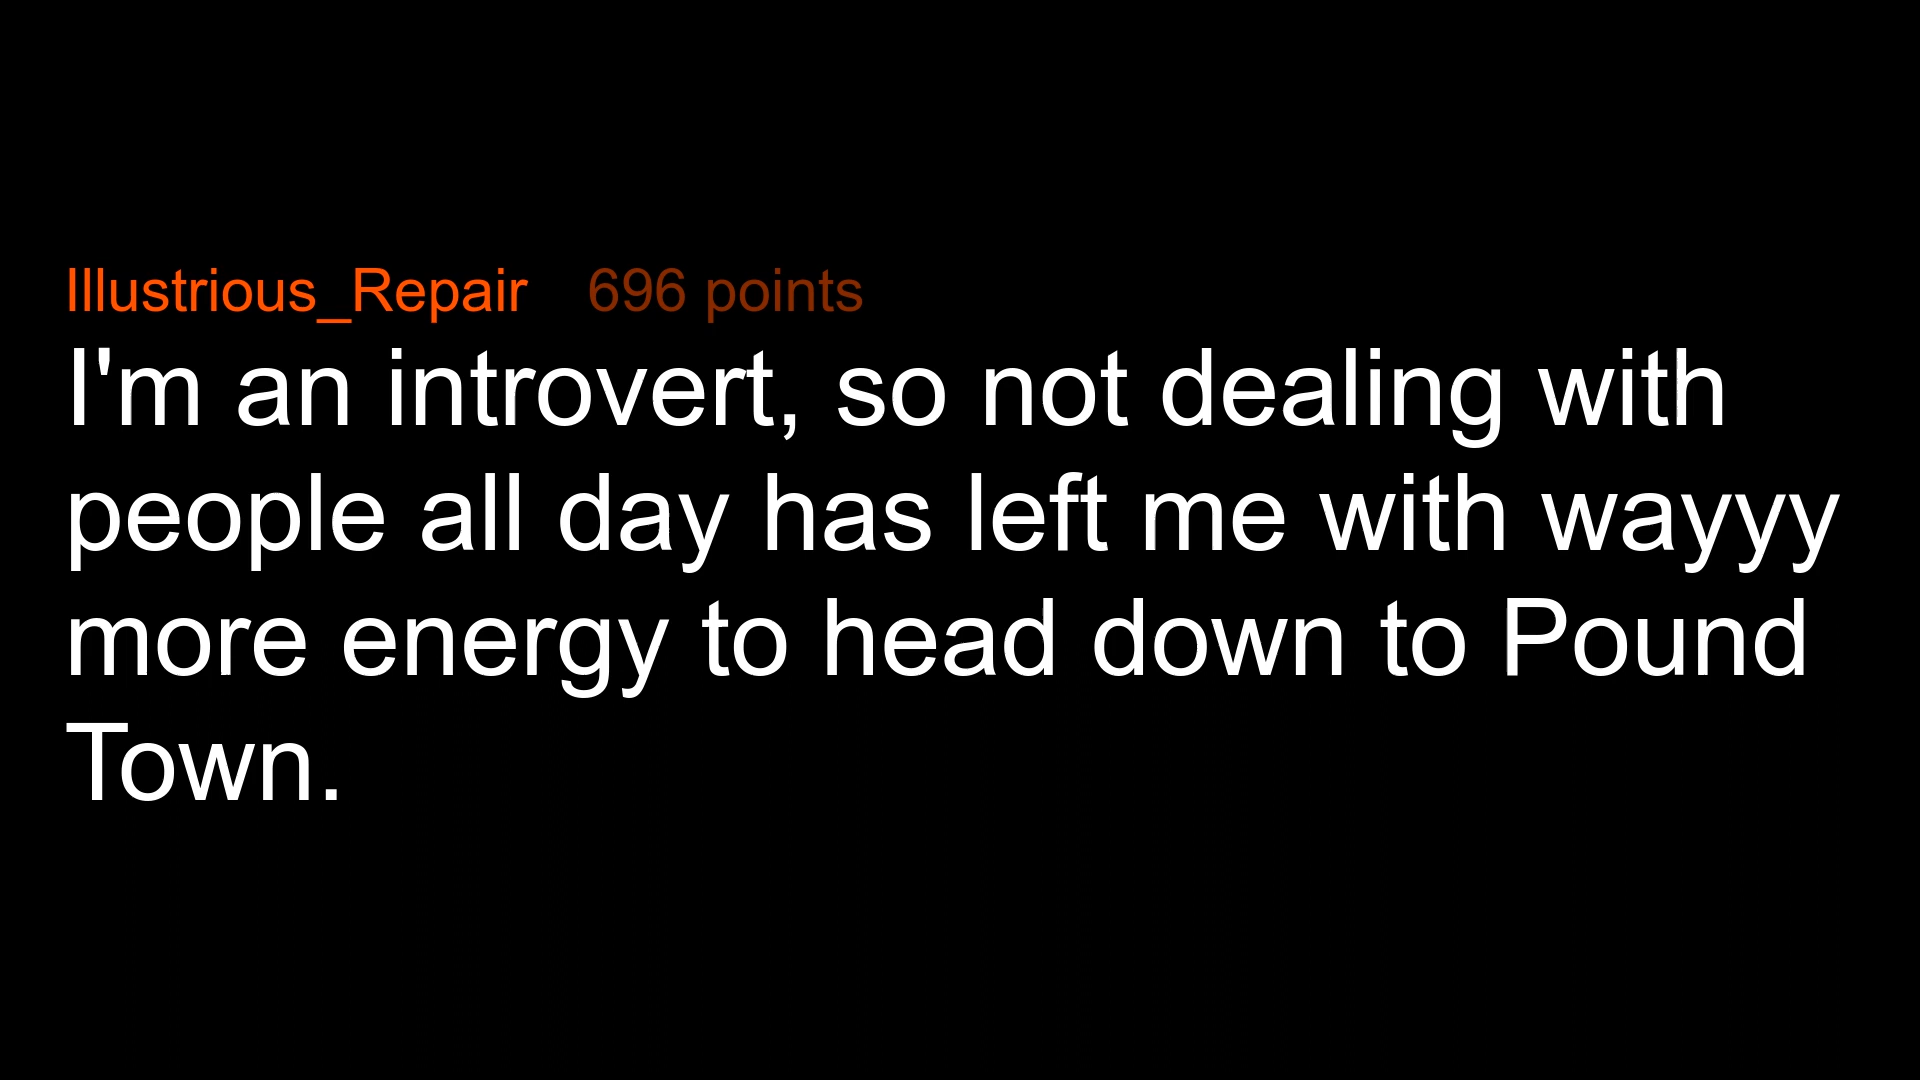 Illustrious_Repair 696 points
I'm an introvert, so not dealing with
people all day has left me with wayyy
more energy to head down to Pound
Town.